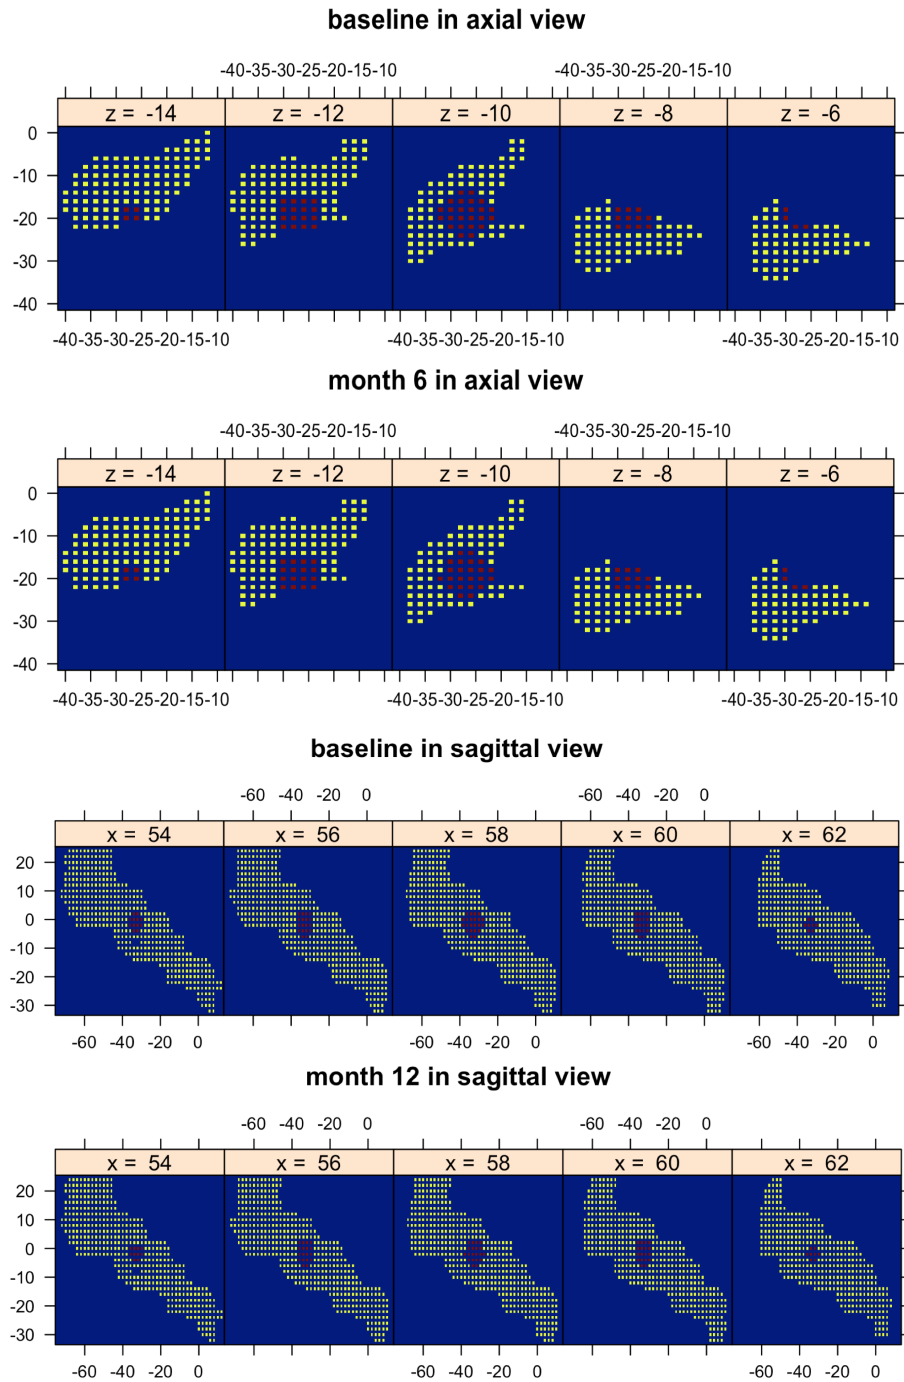 baseline in axial view
-40-35-30-25-20-15-10 -40-35-30-25-20-15-10
z = -14 z = -12 z = -10 z = -8 z = -6
0
-10
-20
-30
-40
-40-35-30-25-20-15-10 -40-35-30-25-20-15-10 -40-35-30-25-20-15-10
month 6 in axial view
-40-35-30-25-20-15-10 -40-35-30-25-20-15-10
z = -14 z = -12 z = -10 z = -8 z = -6
0
-10
-20
-30
-40
-40-35-30-25-20-15-10 -40-35-30-25-20-15-10 -40-35-30-25-20-15-10
baseline in sagittal view
-60 -40 -20 0 -60 -40 -20 0
x = 54 x = 56 x = 58 x = 60 x = 62
20
10
0
-10
-20
-30
-60 -40 -20 0 -60 -40 -20 0 -60 -40 -20 0
month 12 in sagittal view
-60 -40 -20 0 -60 -40 -20 0
x = 54 x = 56 x = 58 x = 60 x = 62
20
10
0
-10
-20
-30
-60 -40 -20 0 -60 -40 -20 0 -60 -40 -20 0